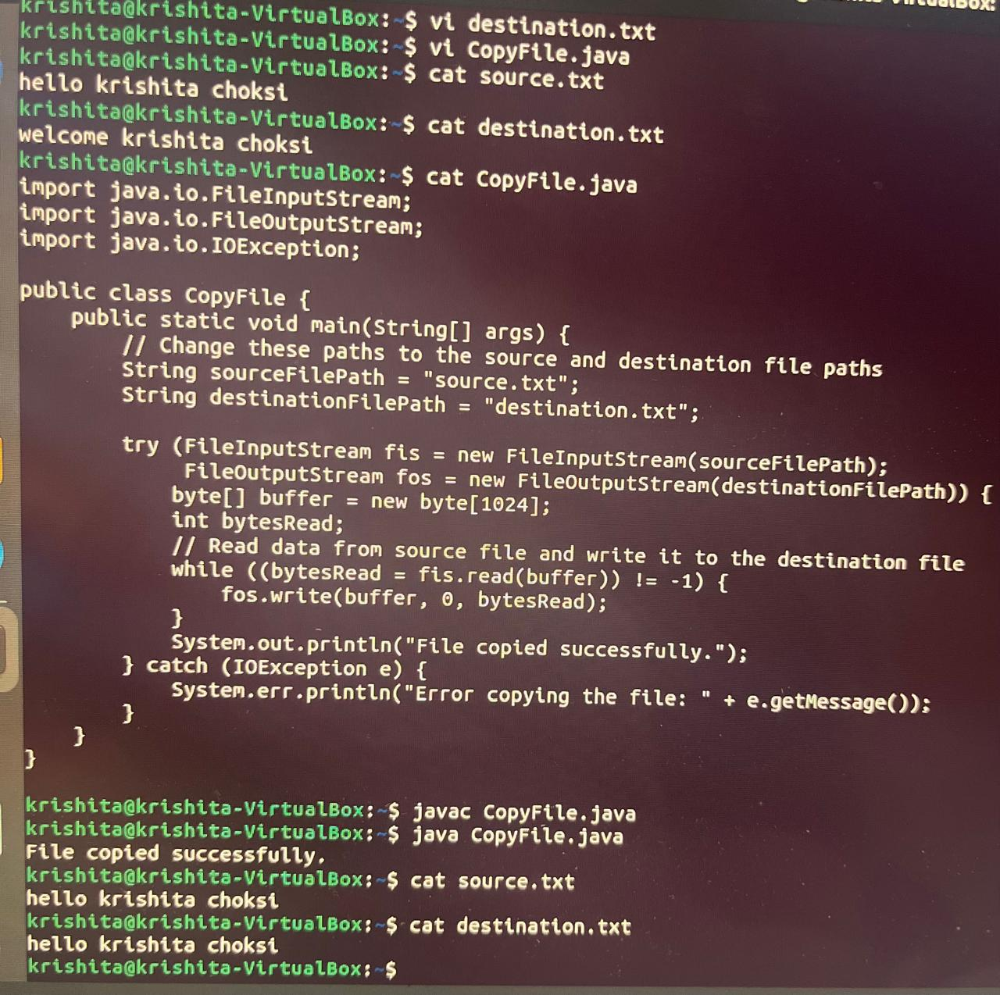 krishita@krishita-VirtualBox:~$ vi destination.txt
krishita@krishita-VirtualBox:~$ vi CopyFile.java
krishita@krishita-VirtualBox:~$ cat source.txt
hello krishita choksi
krishita@krishita-VirtualBox:~$ cat destination.txt
welcome krishita choksi
krishita@krishita-VirtualBox:~$ cat CopyFile.java
import java.io.FileInputStream;
import java.io.FileOutputStream;
import java.io.IOException;

public class CopyFile {
    public static void main(String[] args) {
        // Change these paths to the source and destination file paths
        String sourceFilePath = "source.txt";
        String destinationFilePath = "destination.txt";

        try (FileInputStream fis = new FileInputStream(sourceFilePath);
             FileOutputStream fos = new FileOutputStream(destinationFilePath)) {
            byte[] buffer = new byte[1024];
            int bytesRead;
            // Read data from source file and write it to the destination file
            while ((bytesRead = fis.read(buffer)) != -1) {
                fos.write(buffer, 0, bytesRead);
            }
            System.out.println("File copied successfully.");
        } catch (IOException e) {
            System.err.println("Error copying the file: " + e.getMessage());
        }
    }
}

krishita@krishita-VirtualBox:~$ javac CopyFile.java
krishita@krishita-VirtualBox:~$ java CopyFile.java
File copied successfully.
krishita@krishita-VirtualBox:~$ cat source.txt
hello krishita choksi
krishita@krishita-VirtualBox:~$ cat destination.txt
hello krishita choksi
krishita@krishita-VirtualBox:~$